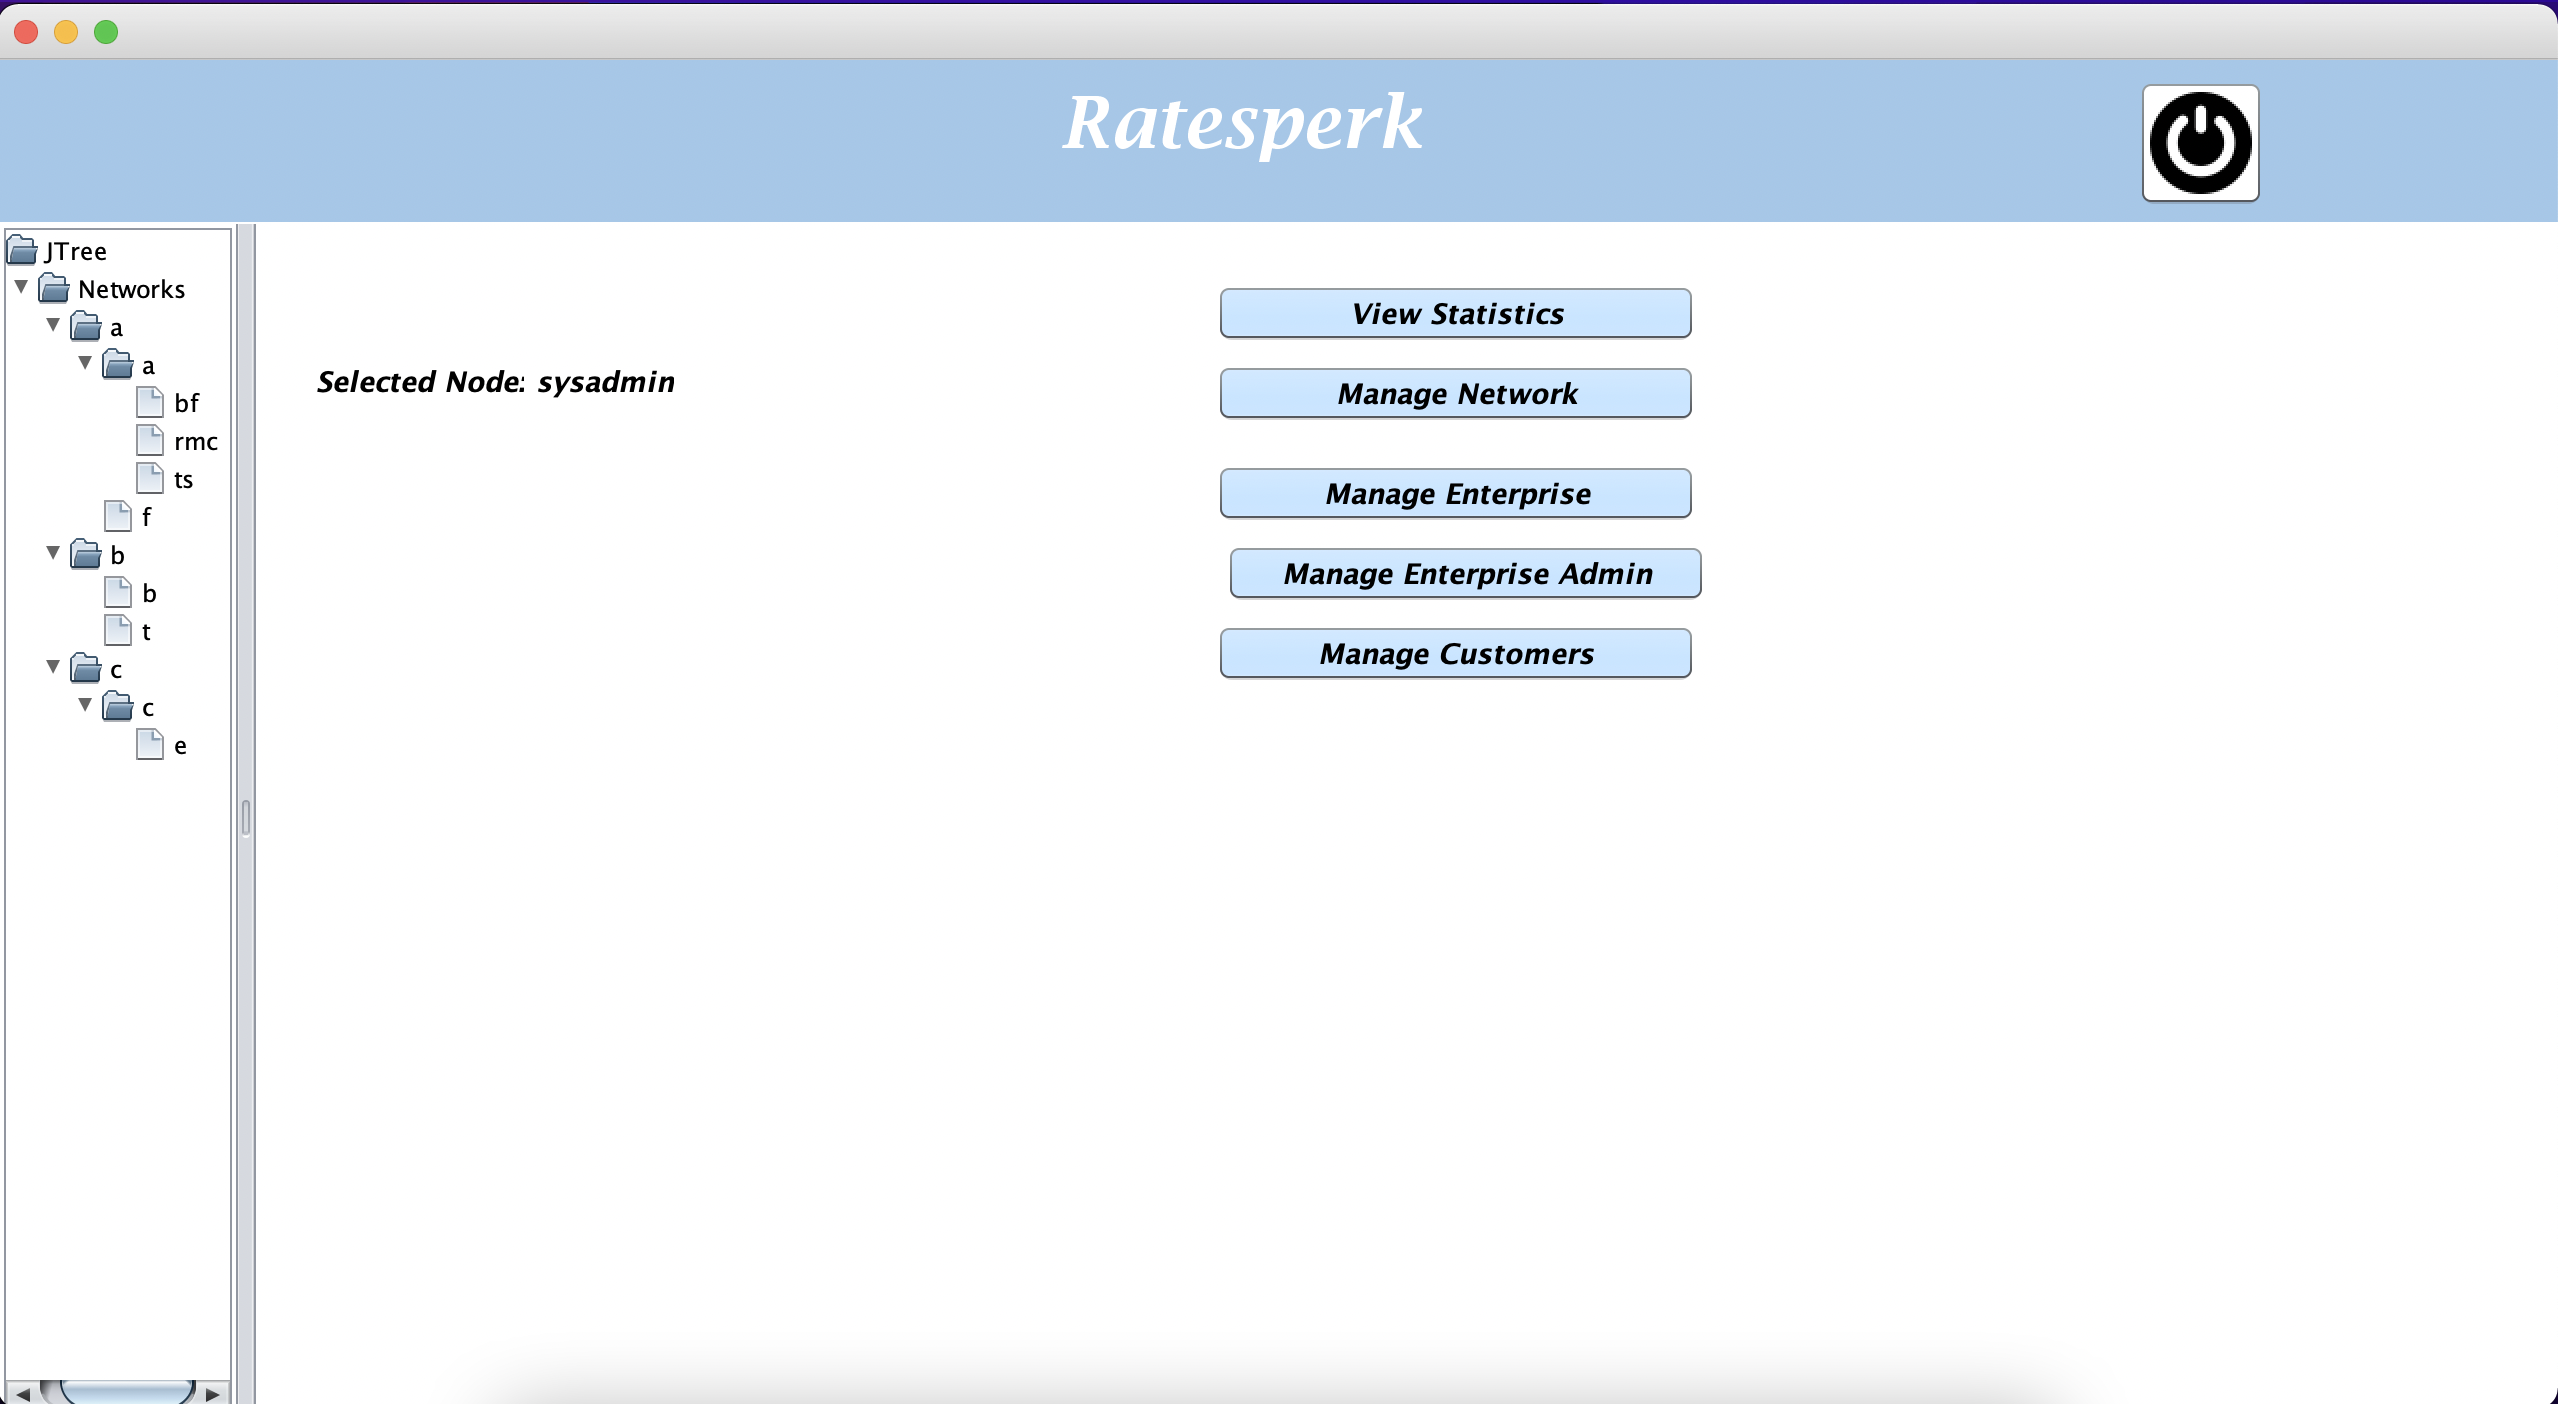 Ratesperk
JTree
Networks
a
a
bf
rmc
ts
f
b
b
t
c
c
e
Selected Node: sysadmin
View Statistics
Manage Network
Manage Enterprise
Manage Enterprise Admin
Manage Customers